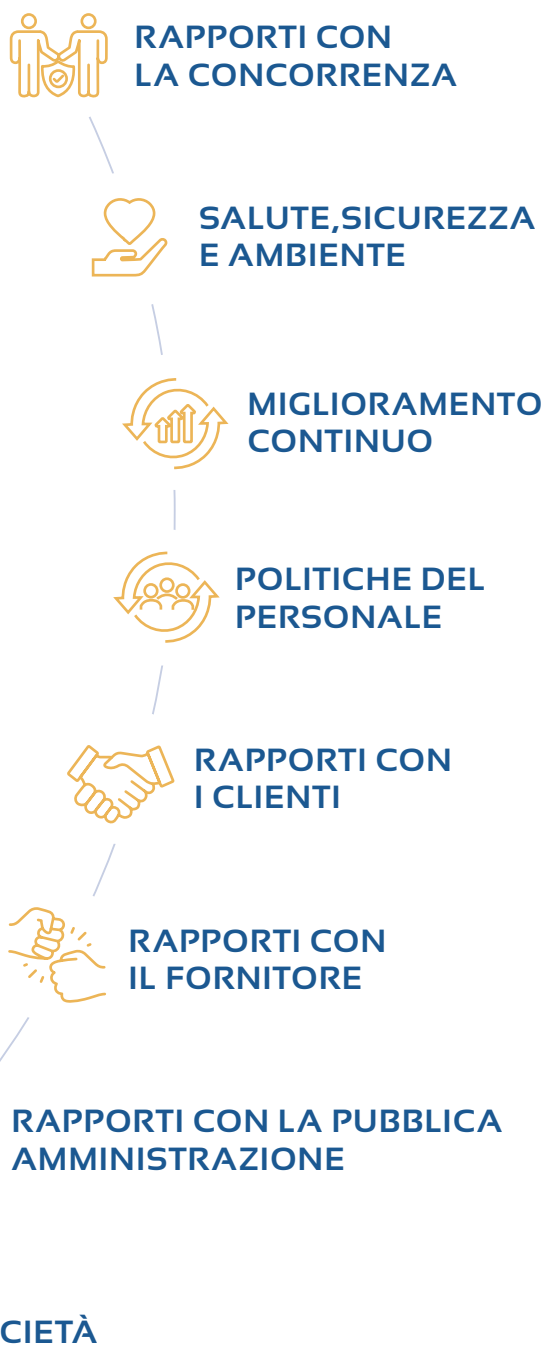 RAPPORTI CON
LA CONCORRENZA
SALUTE,SICUREZZA
E AMBIENTE
MIGLIORAMENTO
CONTINUO
POLITICHE DEL
PERSONALE
RAPPORTI CON
I CLIENTI
RAPPORTI CON
IL FORNITORE
RAPPORTI CON LA PUBBLICA
AMMINISTRAZIONE
CIETÀ